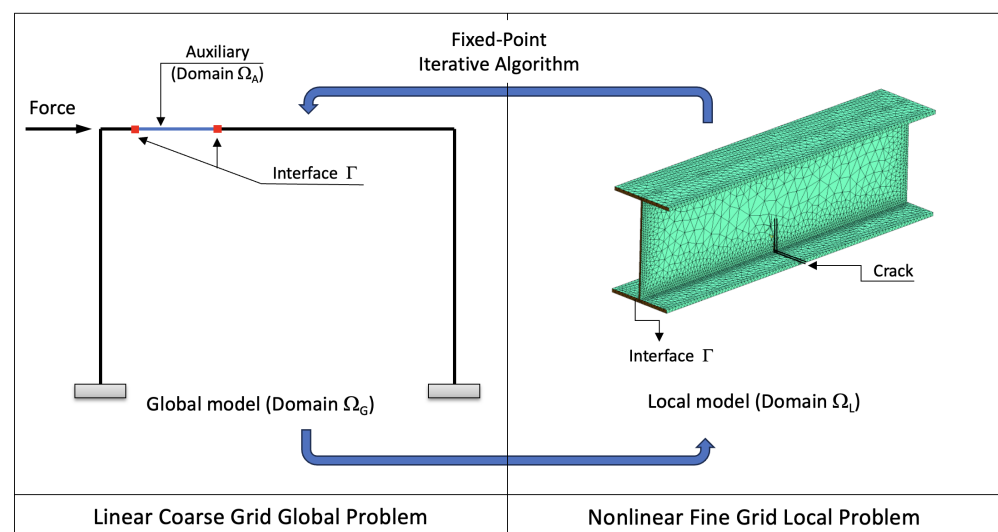 Auxiliary
(Domain Ω_A)
Force
Interface Γ
Global model (Domain Ω_G)
Fixed-Point
Iterative Algorithm
Crack
Interface Γ
Local model (Domain Ω_L)
Linear Coarse Grid Global Problem
Nonlinear Fine Grid Local Problem